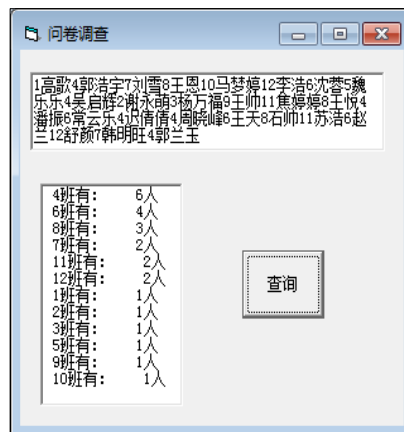 问卷调查
1高歌4郭浩宇7刘雪8王恩10马梦婷12李浩6沈蓉5魏
乐乐4吴启辉2谢永萌3杨万福9王帅11焦婷婷8王悦4
潘振6常云乐4迟倩倩4周晓峰6王天8石帅11苏洁6赵
兰12舒颜7韩明旺4郭兰玉
4班有: 6人
6班有: 4人
8班有: 3人
7班有: 2人
11班有: 2人
12班有: 2人
1班有: 1人
2班有: 1人
3班有: 1人
5班有: 1人
9班有: 1人
10班有: 1人
查询